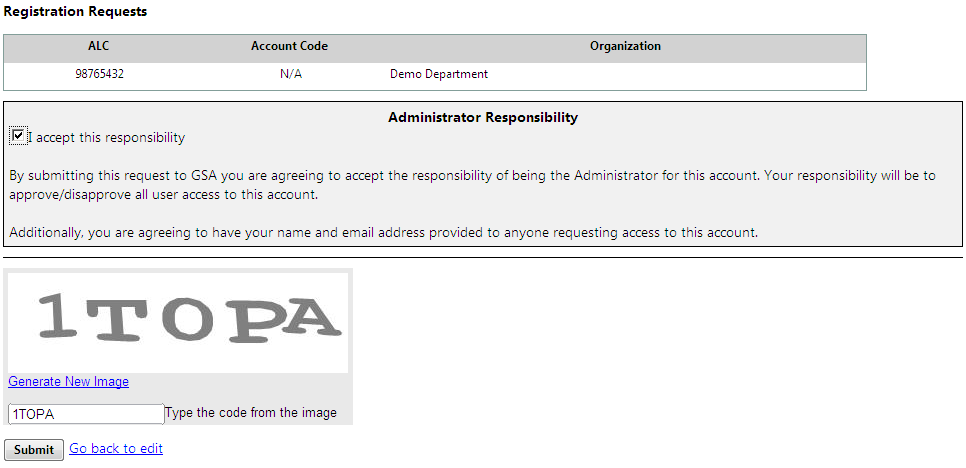 Registration Requests
ALC Account Code Organization
98765432 N/A Demo Department
Administrator Responsibility
I accept this responsibility
By submitting this request to GSA you are agreeing to accept the responsibility of being the Administrator for this account. Your responsibility will be to
approve/disapprove all user access to this account.
Additionally, you are agreeing to have your name and email address provided to anyone requesting access to this account.
1TOPA
Generate New Image
1TOPA Type the code from the image
Submit Go back to edit